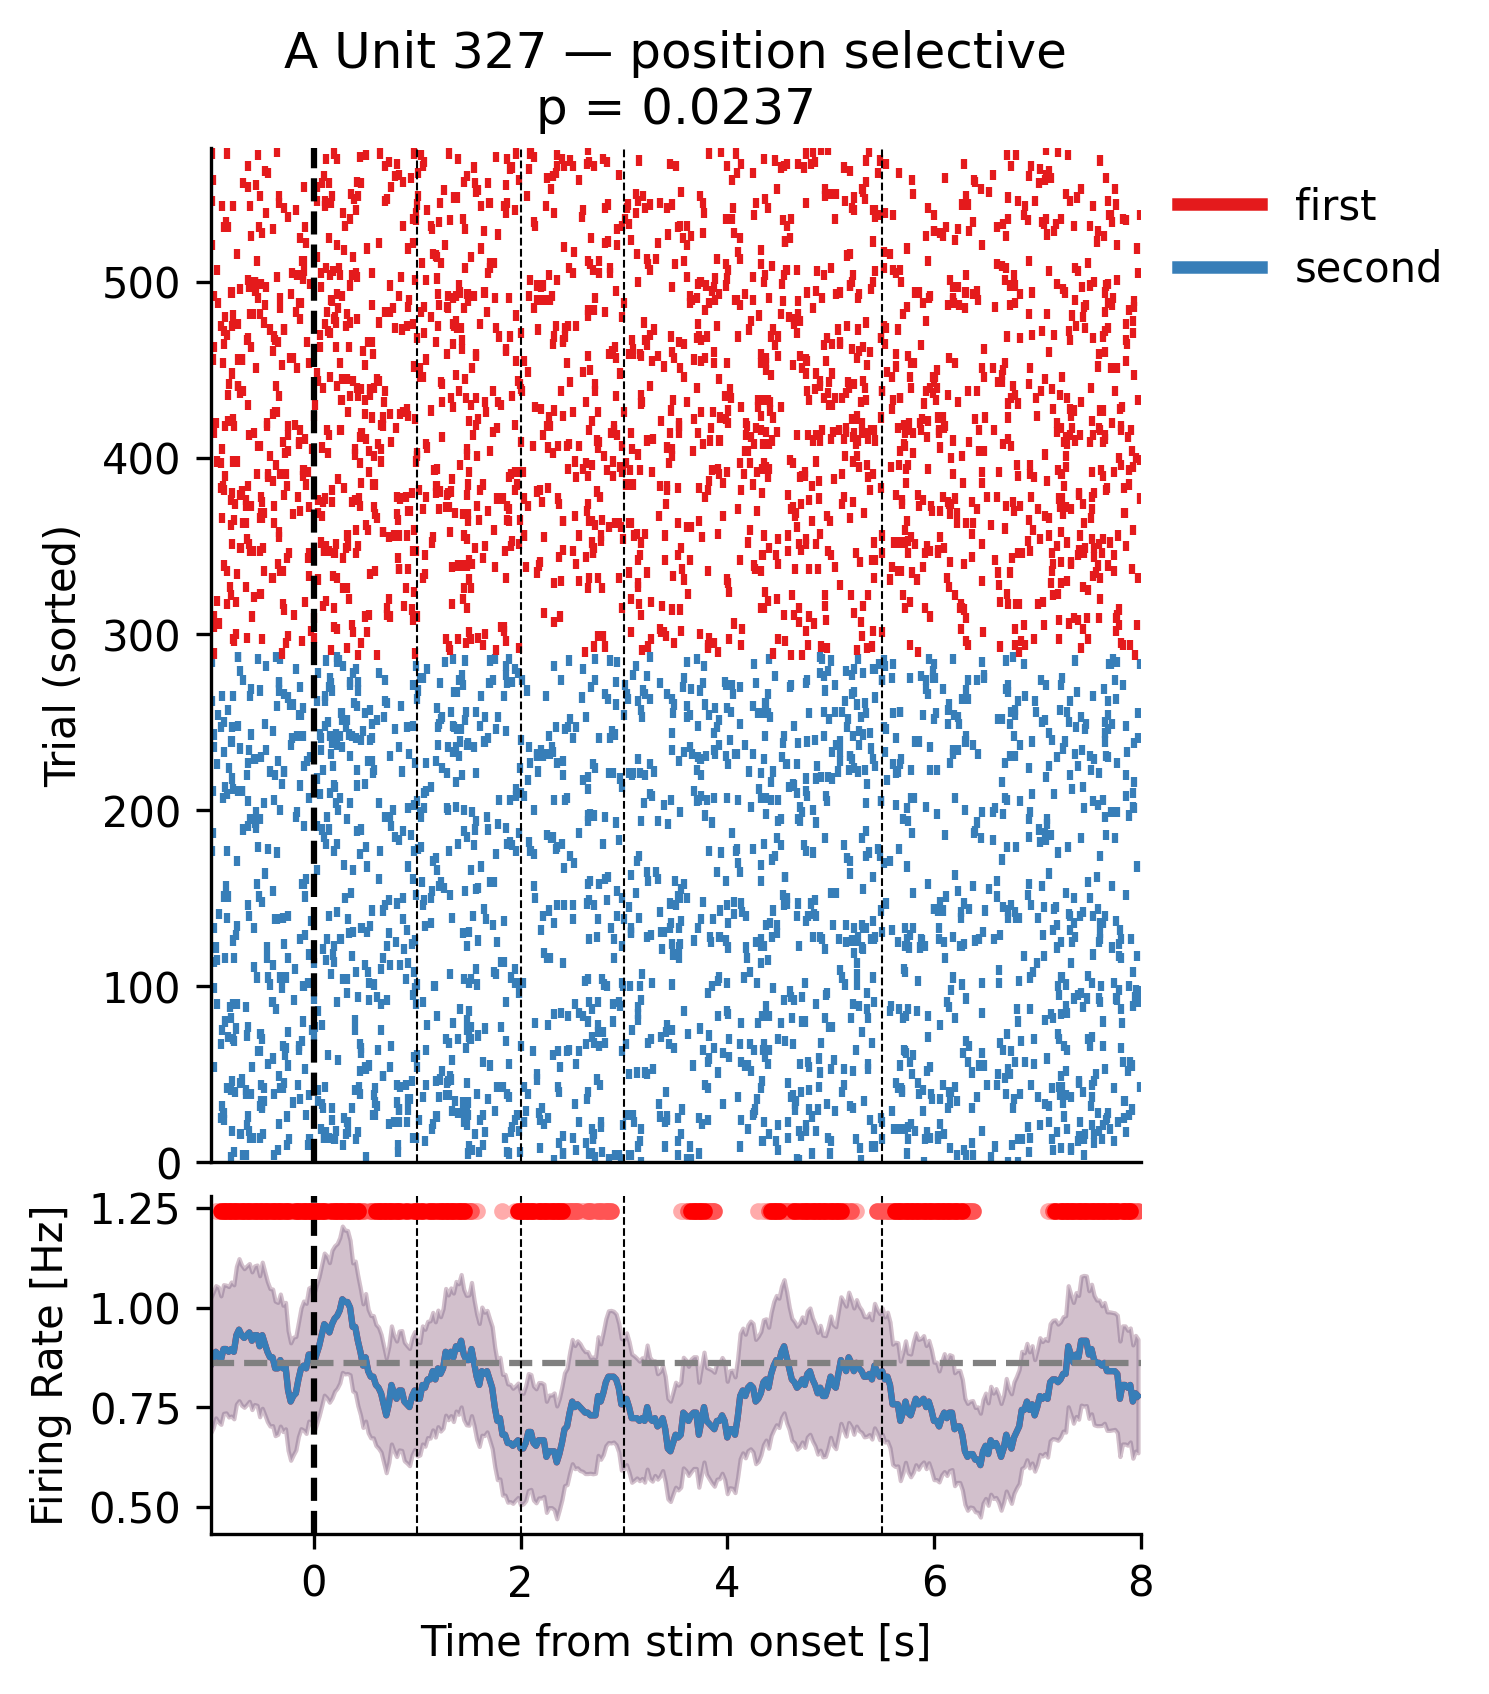 A Unit 327 — position selective
p = 0.0237
first
second
Trial (sorted)
500
400
300
200
100
0
Firing Rate [Hz]
1.25
1.00
0.75
0.50
0 2 4 6 8
Time from stim onset [s]